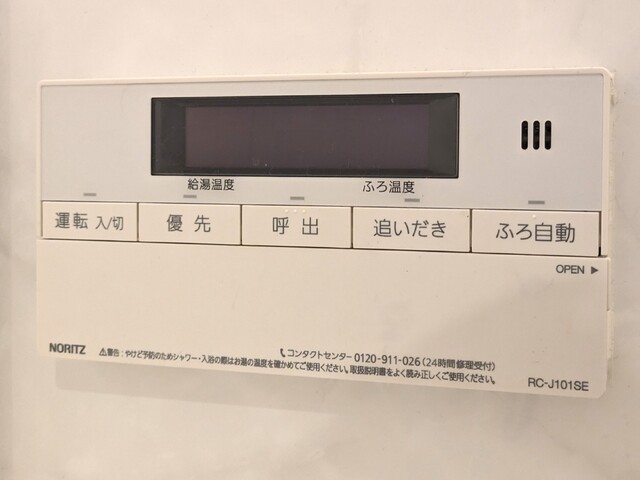 給湯温度 ふろ温度
運転 入/切 優先 呼出 追いだき ふろ自動
OPEN ▶
NORITZ
コンタクトセンター 0120-911-026 (24時間修理受付)
警告:やけど予防のためシャワー・入浴の際はお湯の温度を確かめてご使用ください。取扱説明書をよく読み正しくご使用ください。
RC-J101SE